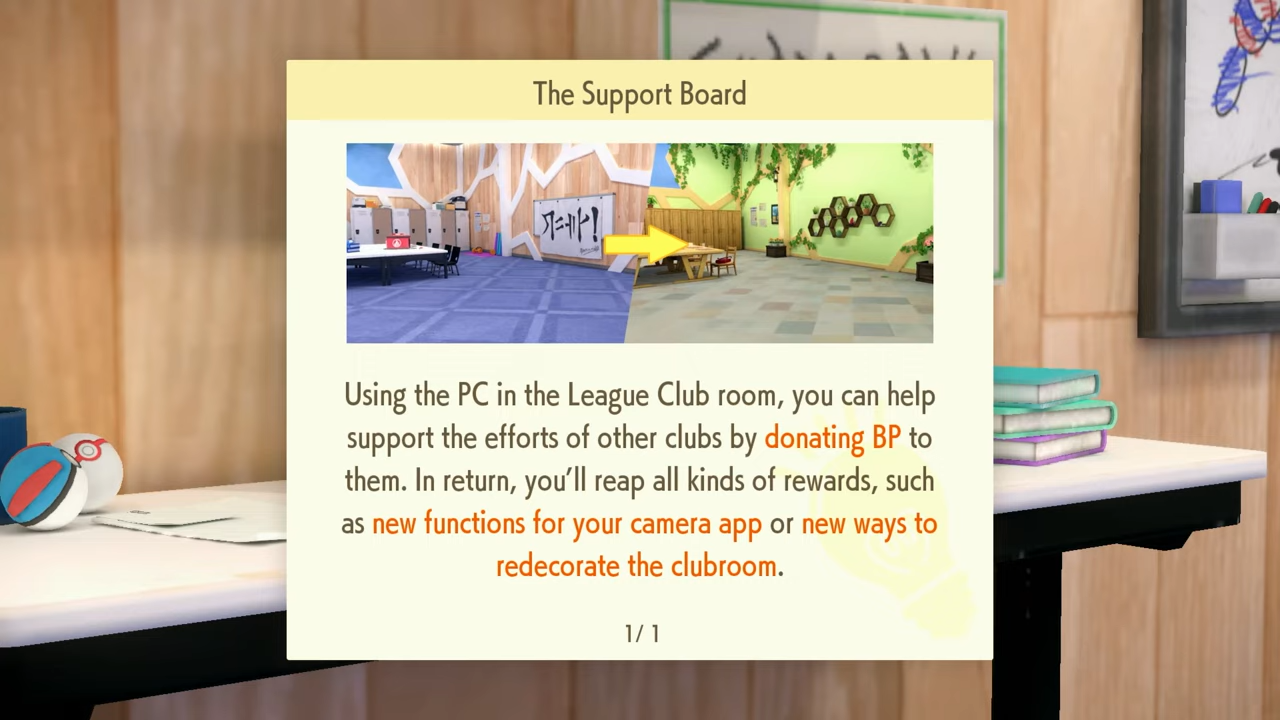 The Support Board
Using the PC in the League Club room, you can help
support the efforts of other clubs by donating BP to
them. In return, you'll reap all kinds of rewards, such
as new functions for your camera app or new ways to
redecorate the clubroom.
1/ 1